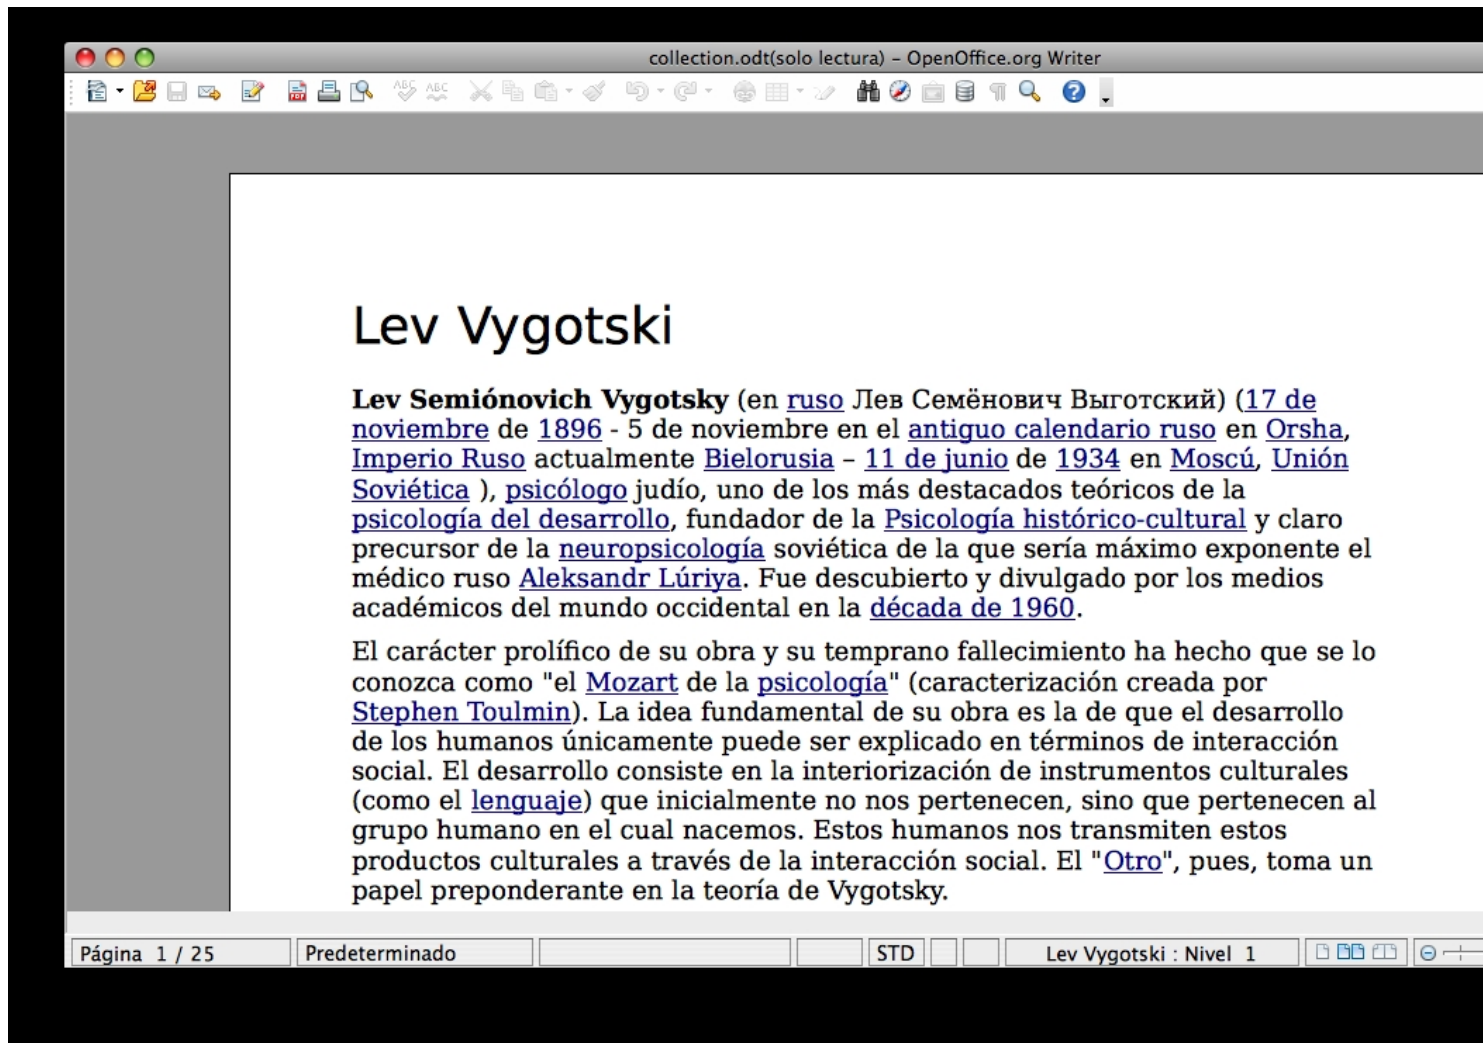 collection.odt(solo lectura) – OpenOffice.org Writer
Lev Vygotski
Lev Semiónovich Vygotsky (en ruso Лев Семёнович Выготский) (17 de
noviembre de 1896 - 5 de noviembre en el antiguo calendario ruso en Orsha,
Imperio Ruso actualmente Bielorusia – 11 de junio de 1934 en Moscú, Unión
Soviética ), psicólogo judío, uno de los más destacados teóricos de la
psicología del desarrollo, fundador de la Psicología histórico-cultural y claro
precursor de la neuropsicología soviética de la que sería máximo exponente el
médico ruso Aleksandr Lúriya. Fue descubierto y divulgado por los medios
académicos del mundo occidental en la década de 1960.
El carácter prolífico de su obra y su temprano fallecimiento ha hecho que se lo
conozca como "el Mozart de la psicología" (caracterización creada por
Stephen Toulmin). La idea fundamental de su obra es la de que el desarrollo
de los humanos únicamente puede ser explicado en términos de interacción
social. El desarrollo consiste en la interiorización de instrumentos culturales
(como el lenguaje) que inicialmente no nos pertenecen, sino que pertenecen al
grupo humano en el cual nacemos. Estos humanos nos transmiten estos
productos culturales a través de la interacción social. El "Otro", pues, toma un
papel preponderante en la teoría de Vygotsky.
Página 1 / 25 Predeterminado STD Lev Vygotski : Nivel 1